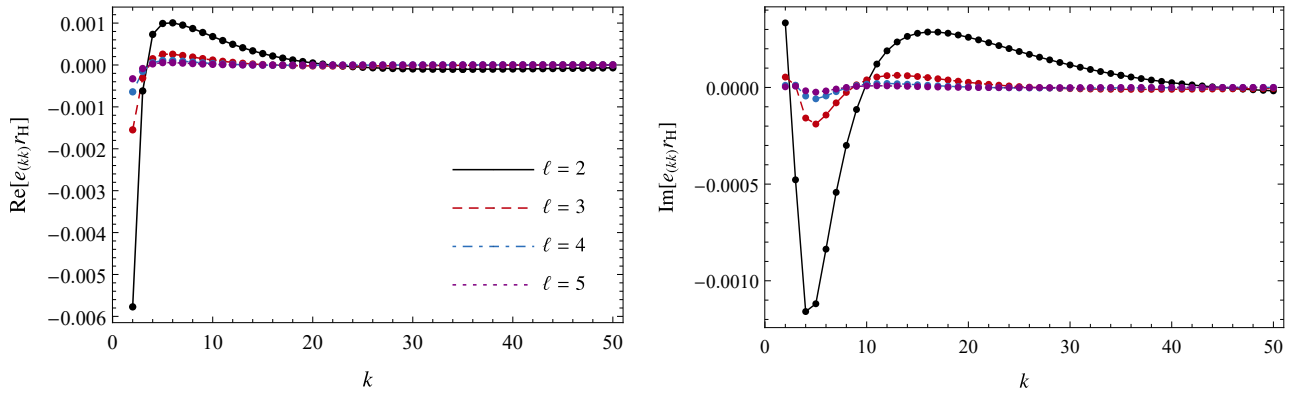 0.001
0.000
−0.001
−0.002
−0.003
−0.004
−0.005
−0.006
Re[e(kk)rH]
ℓ = 2
ℓ = 3
ℓ = 4
ℓ = 5
0 10 20 30 40 50
k
0.0000
−0.0005
−0.0010
Im[e(kk)rH]
0 10 20 30 40 50
k